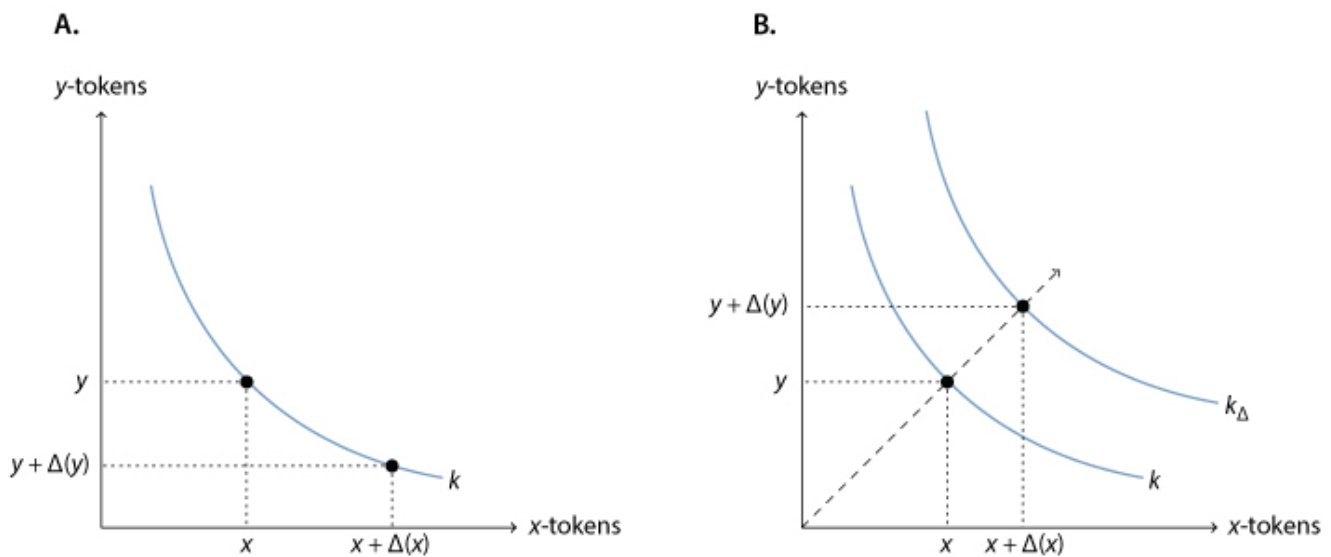 A.
y-tokens
y
y + Δ(y)
k
x
x + Δ(x)
x-tokens
B.
y-tokens
y + Δ(y)
y
k_Δ
k
x
x + Δ(x)
x-tokens